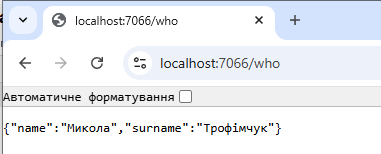 localhost:7066/who
localhost:7066/who
Автоматичне форматування
{"name":"Микола","surname":"Трофімчук"}